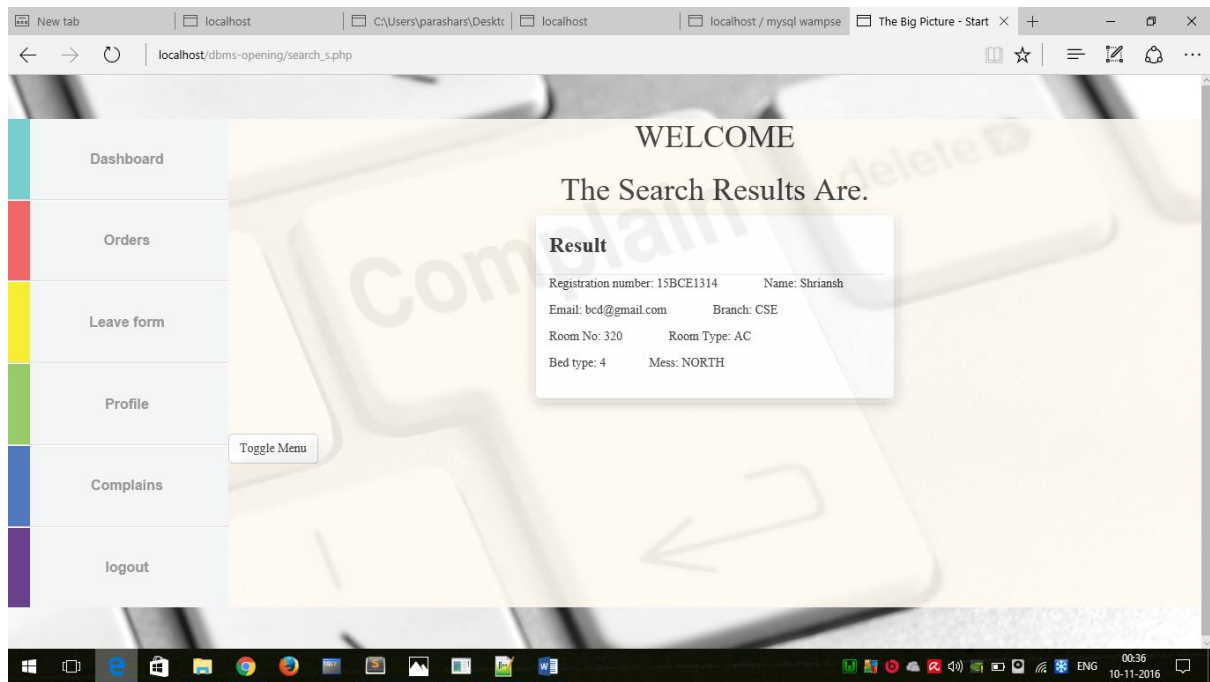 New tab
localhost
C:\Users\parashars\Deskto
localhost
localhost / mysql wampse
The Big Picture - Start
localhost/dbms-opening/search_s.php
WELCOME
The Search Results Are.
Dashboard
Orders
Leave form
Profile
Complains
logout
Toggle Menu
Result
Registration number: 15BCE1314 Name: Shriansh
Email: bcd@gmail.com Branch: CSE
Room No: 320 Room Type: AC
Bed type: 4 Mess: NORTH
Complain
delete
ENG
00:36
10-11-2016